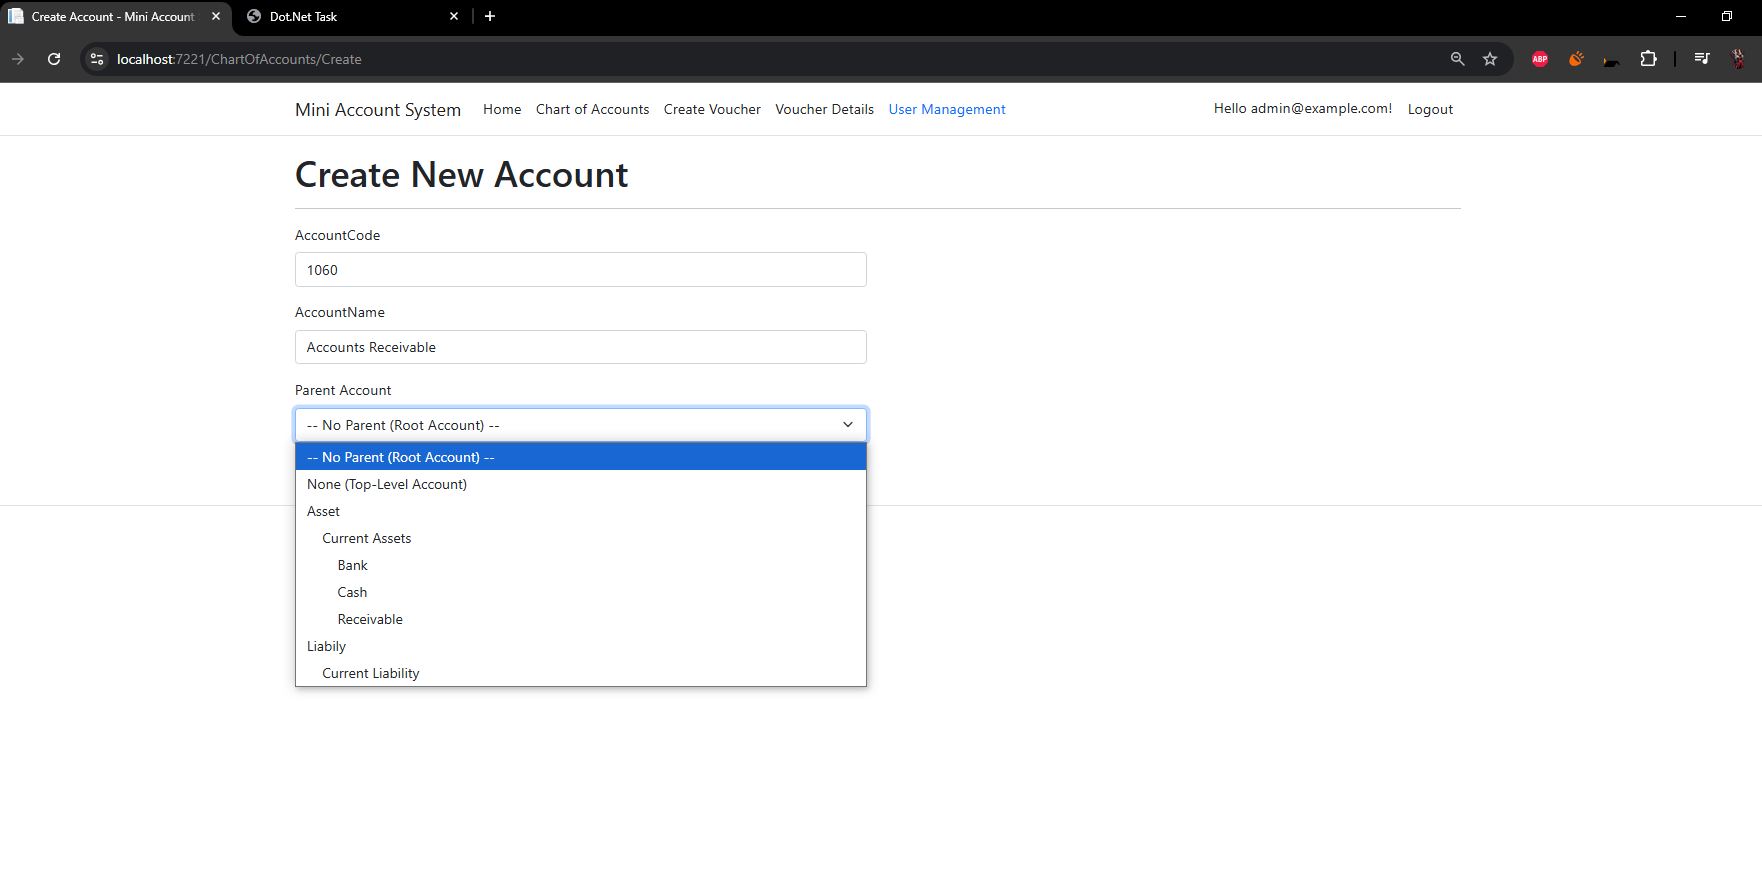 Create Account - Mini Account
Dot.Net Task
localhost:7221/ChartOfAccounts/Create
ABP
Mini Account System Home Chart of Accounts Create Voucher Voucher Details User Management Hello admin@example.com! Logout
Create New Account
AccountCode
1060
AccountName
Accounts Receivable
Parent Account
-- No Parent (Root Account) --
-- No Parent (Root Account) --
None (Top-Level Account)
Asset
Current Assets
Bank
Cash
Receivable
Liabily
Current Liability